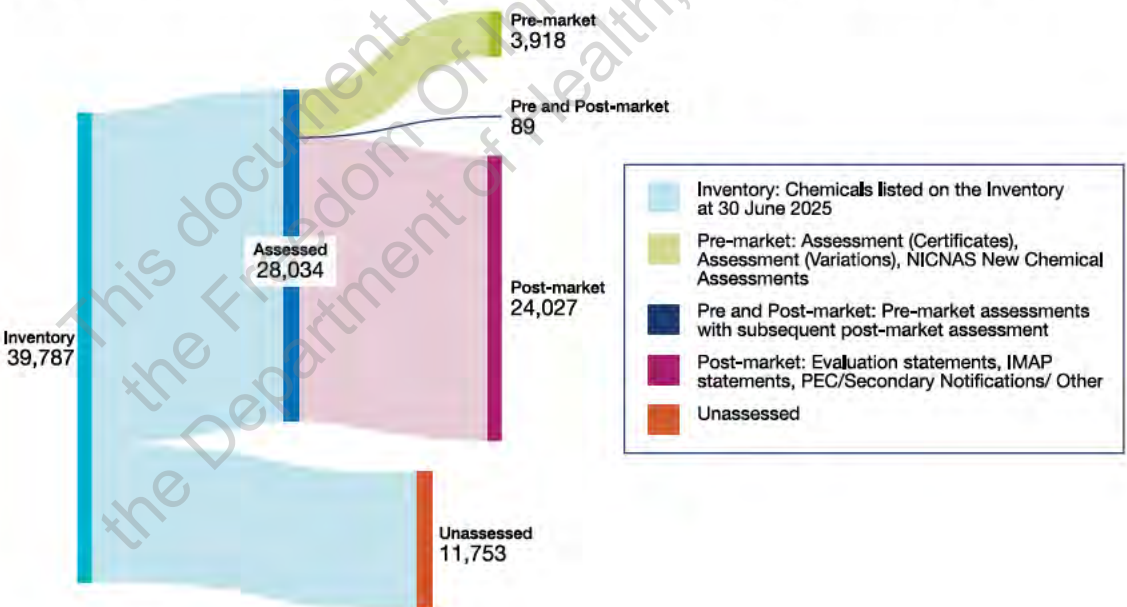 Pre-market
3,918
Pre and Post-market
89
Assessed
28,034
Post-market
24,027
Inventory
39,787
Unassessed
11,753
Inventory: Chemicals listed on the Inventory
at 30 June 2025
Pre-market: Assessment (Certificates),
Assessment (Variations), NICNAS New Chemical
Assessments
Pre and Post-market: Pre-market assessments
with subsequent post-market assessment
Post-market: Evaluation statements, IMAP
statements, PEC/Secondary Notifications/ Other
Unassessed
This document
the Freedom Of
the Department of Health,